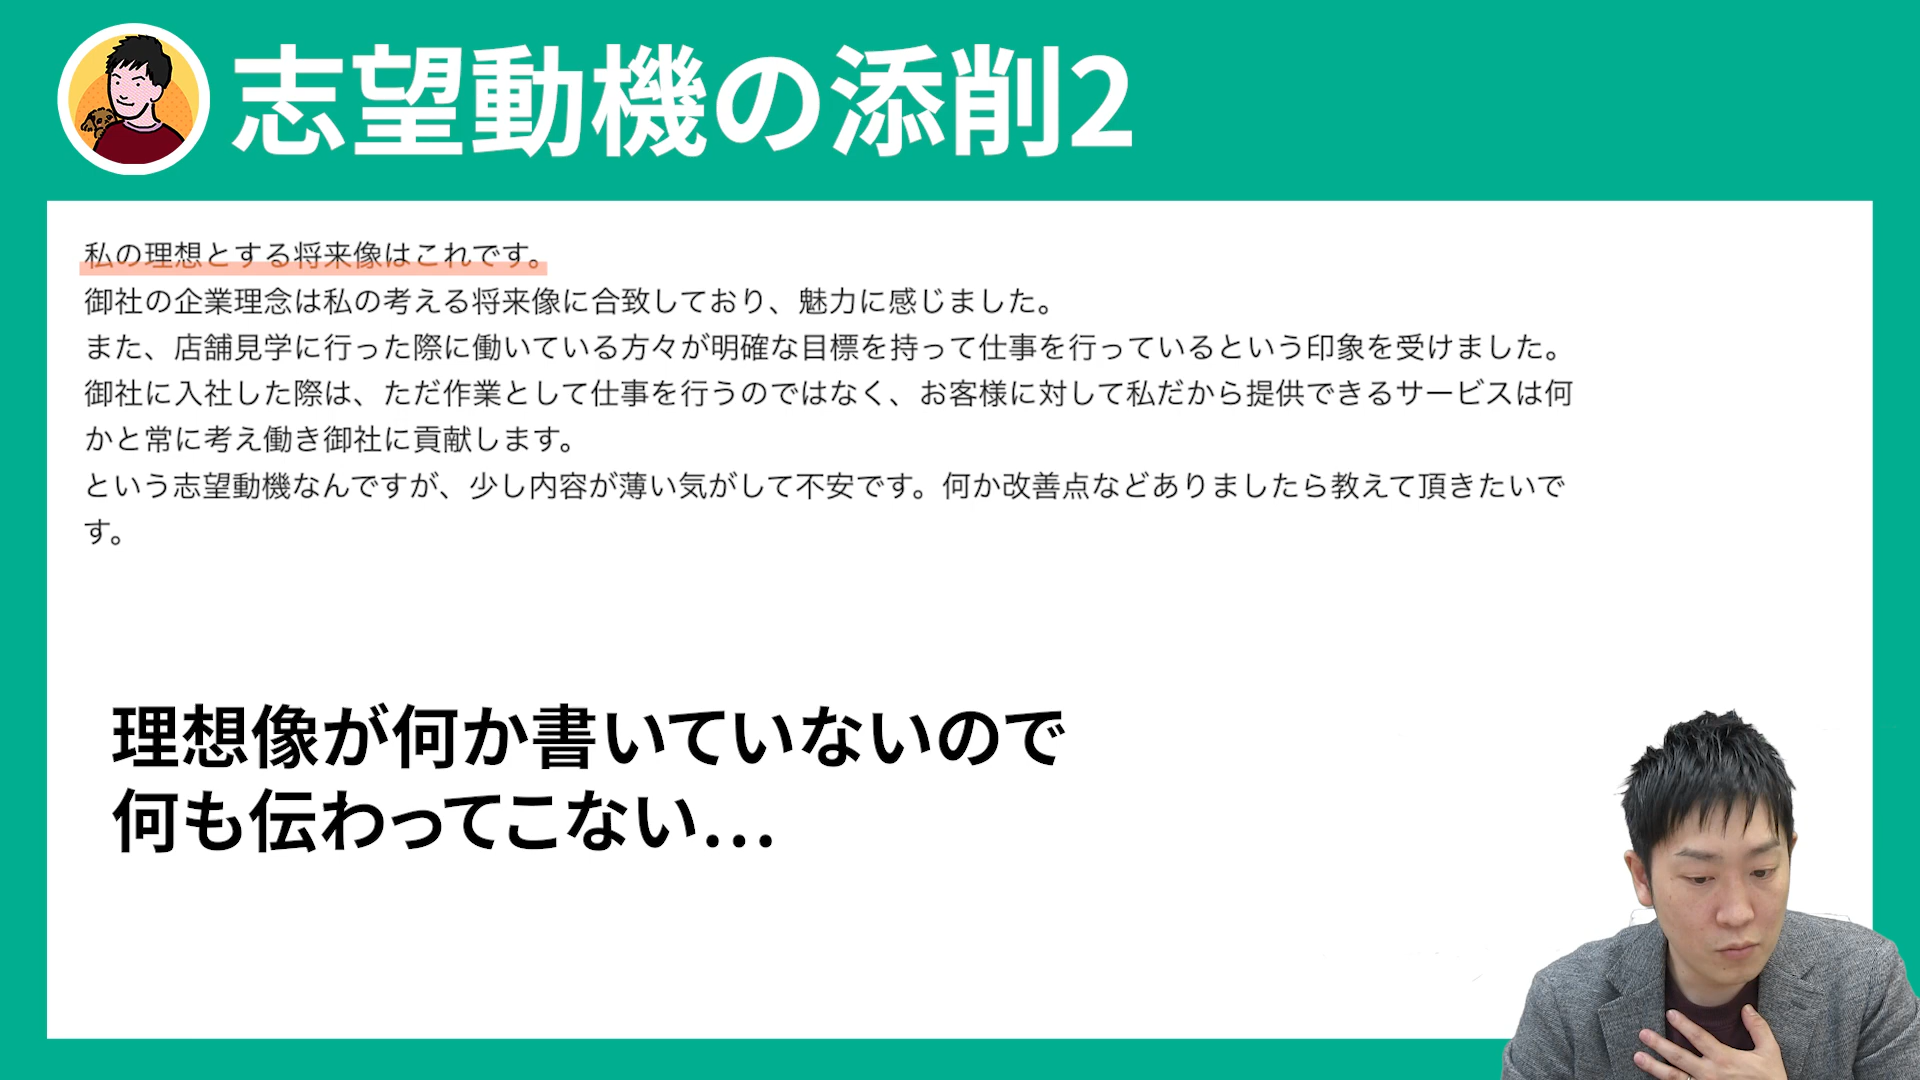 志望動機の添削2
私の理想とする将来像はこれです。
御社の企業理念は私の考える将来像に合致しており、魅力に感じました。
また、店舗見学に行った際に働いている方々が明確な目標を持って仕事を行っているという印象を受けました。
御社に入社した際は、ただ作業として仕事を行うのではなく、お客様に対して私だから提供できるサービスは何
かと常に考え働き御社に貢献します。
という志望動機なんですが、少し内容が薄い気がして不安です。何か改善点などありましたら教えて頂きたいで
す。
理想像が何か書いていないので
何も伝わってこない…